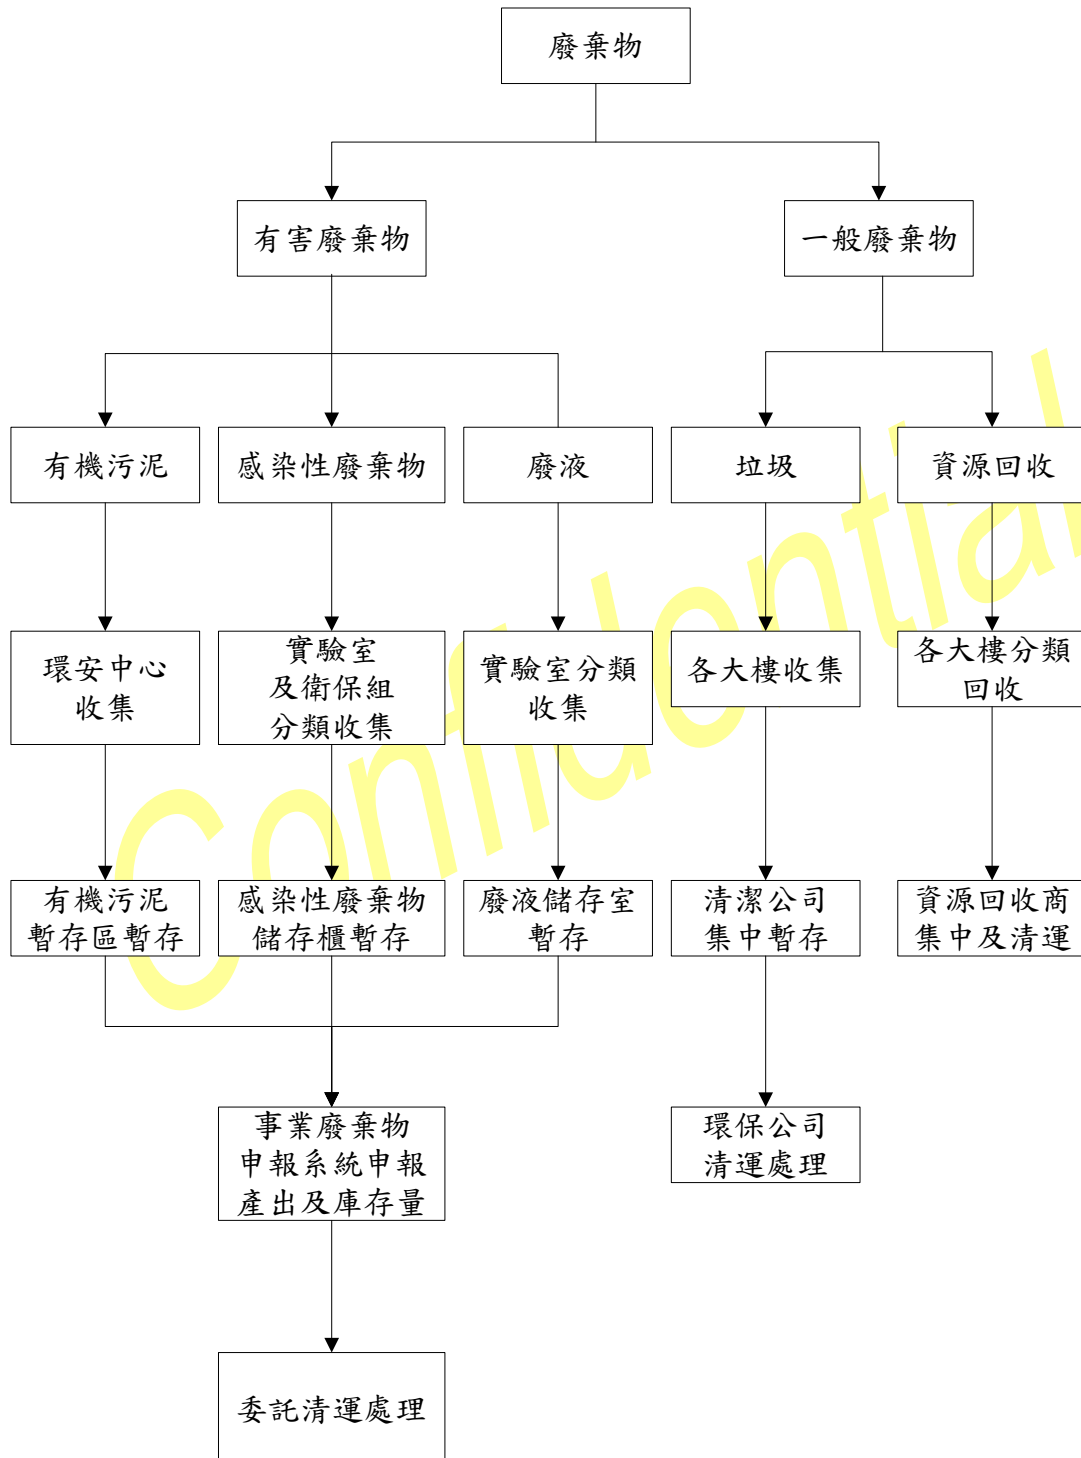 廢棄物
有害廢棄物
一般廢棄物
有機污泥
感染性廢棄物
廢液
垃圾
資源回收
環安中心
收集
實驗室
及衛保組
分類收集
實驗室分類
收集
各大樓收集
各大樓分類
回收
有機污泥
暫存區暫存
感染性廢棄物
儲存櫃暫存
廢液儲存室
暫存
清潔公司
集中暫存
資源回收商
集中及清運
事業廢棄物
申報系統申報
產出及庫存量
環保公司
清運處理
委託清運處理
Confidential